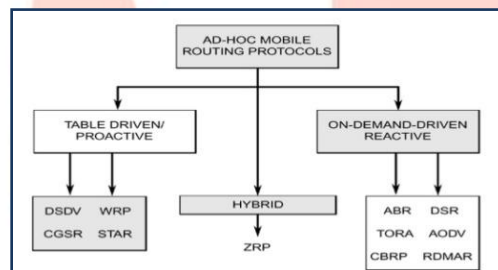 AD-HOC MOBILE
ROUTING PROTOCOLS
TABLE DRIVEN/
PROACTIVE
ON-DEMAND-DRIVEN
REACTIVE
DSDV WRP
CGSR STAR
HYBRID
ZRP
ABR DSR
TORA AODV
CBRP RDMAR